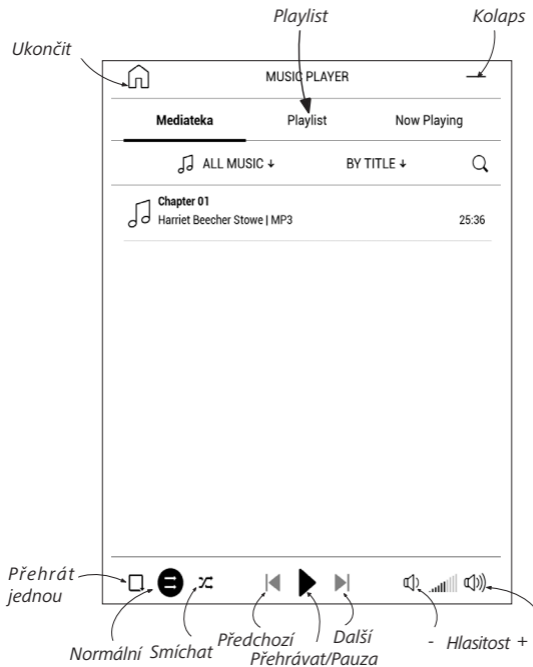 Playlist
Kolaps
Ukončit
MUSIC PLAYER
Mediateka Playlist Now Playing
ALL MUSIC ↓ BY TITLE ↓
Chapter 01
Harriet Beecher Stowe | MP3 25:36
Přehrát
jednou
Normální Smíchat Předchozí Další - Hlasitost +
Přehrávat/Pauza